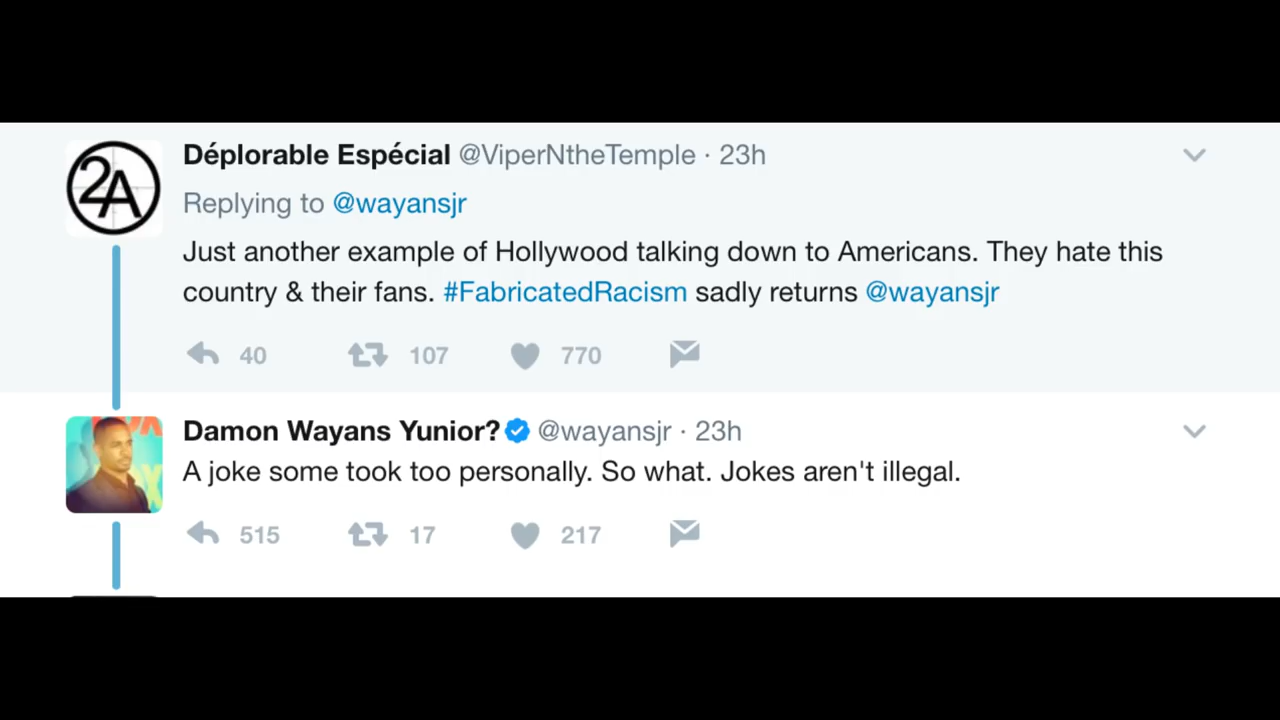 2A
Déplorable Espécial @ViperNtheTemple · 23h
Replying to @wayansjr
Just another example of Hollywood talking down to Americans. They hate this
country & their fans. #FabricatedRacism sadly returns @wayansjr
40 107 770
Damon Wayans Yunior? @wayansjr · 23h
A joke some took too personally. So what. Jokes aren't illegal.
515 17 217